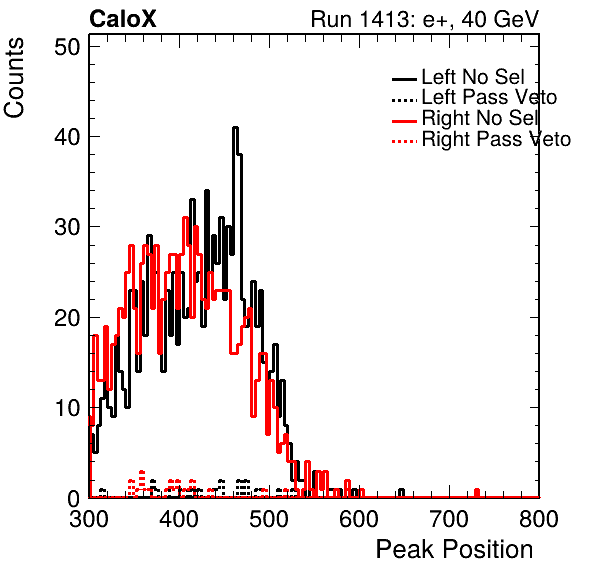 CaloX Run 1413: e+, 40 GeV
Counts
50
40
30
20
10
0
Left No Sel
Left Pass Veto
Right No Sel
Right Pass Veto
300 400 500 600 700 800
Peak Position